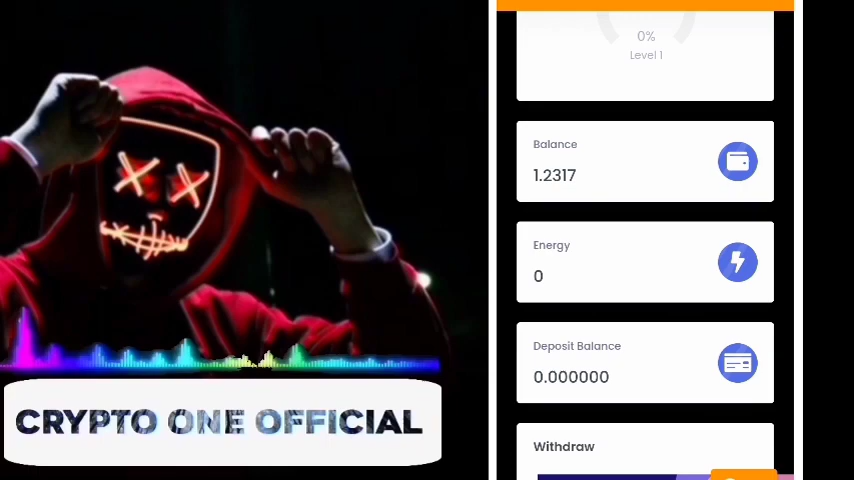 0%
Level 1
Balance
1.2317
Energy
0
Deposit Balance
0.000000
Withdraw
CRYPTO ONE OFFICIAL